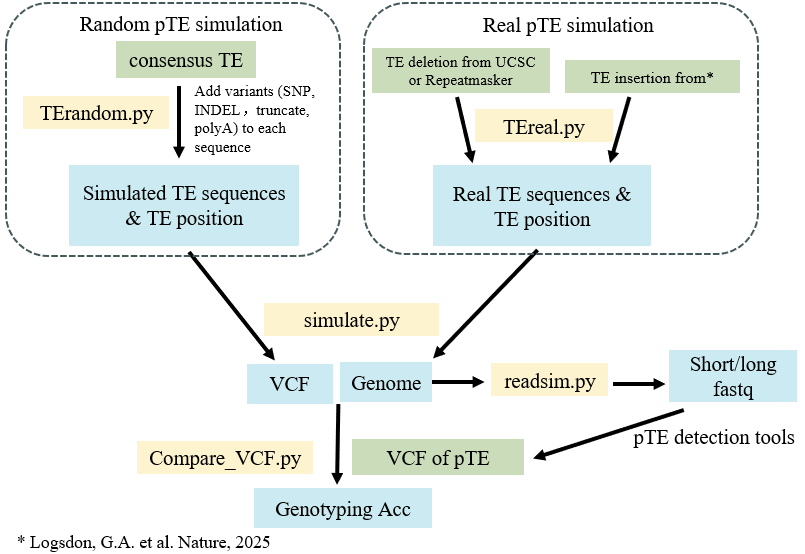 Random pTE simulation
consensus TE
TErandom.py
Add variants (SNP,
INDEL，truncate,
polyA) to each
sequence
Simulated TE sequences
& TE position
Real pTE simulation
TE deletion from UCSC
or Repeatmasker
TE insertion from*
TEreal.py
Real TE sequences &
TE position
simulate.py
VCF
Genome
readsim.py
Short/long
fastq
pTE detection tools
Compare_VCF.py
VCF of pTE
Genotyping Acc
* Logsdon, G.A. et al. Nature, 2025